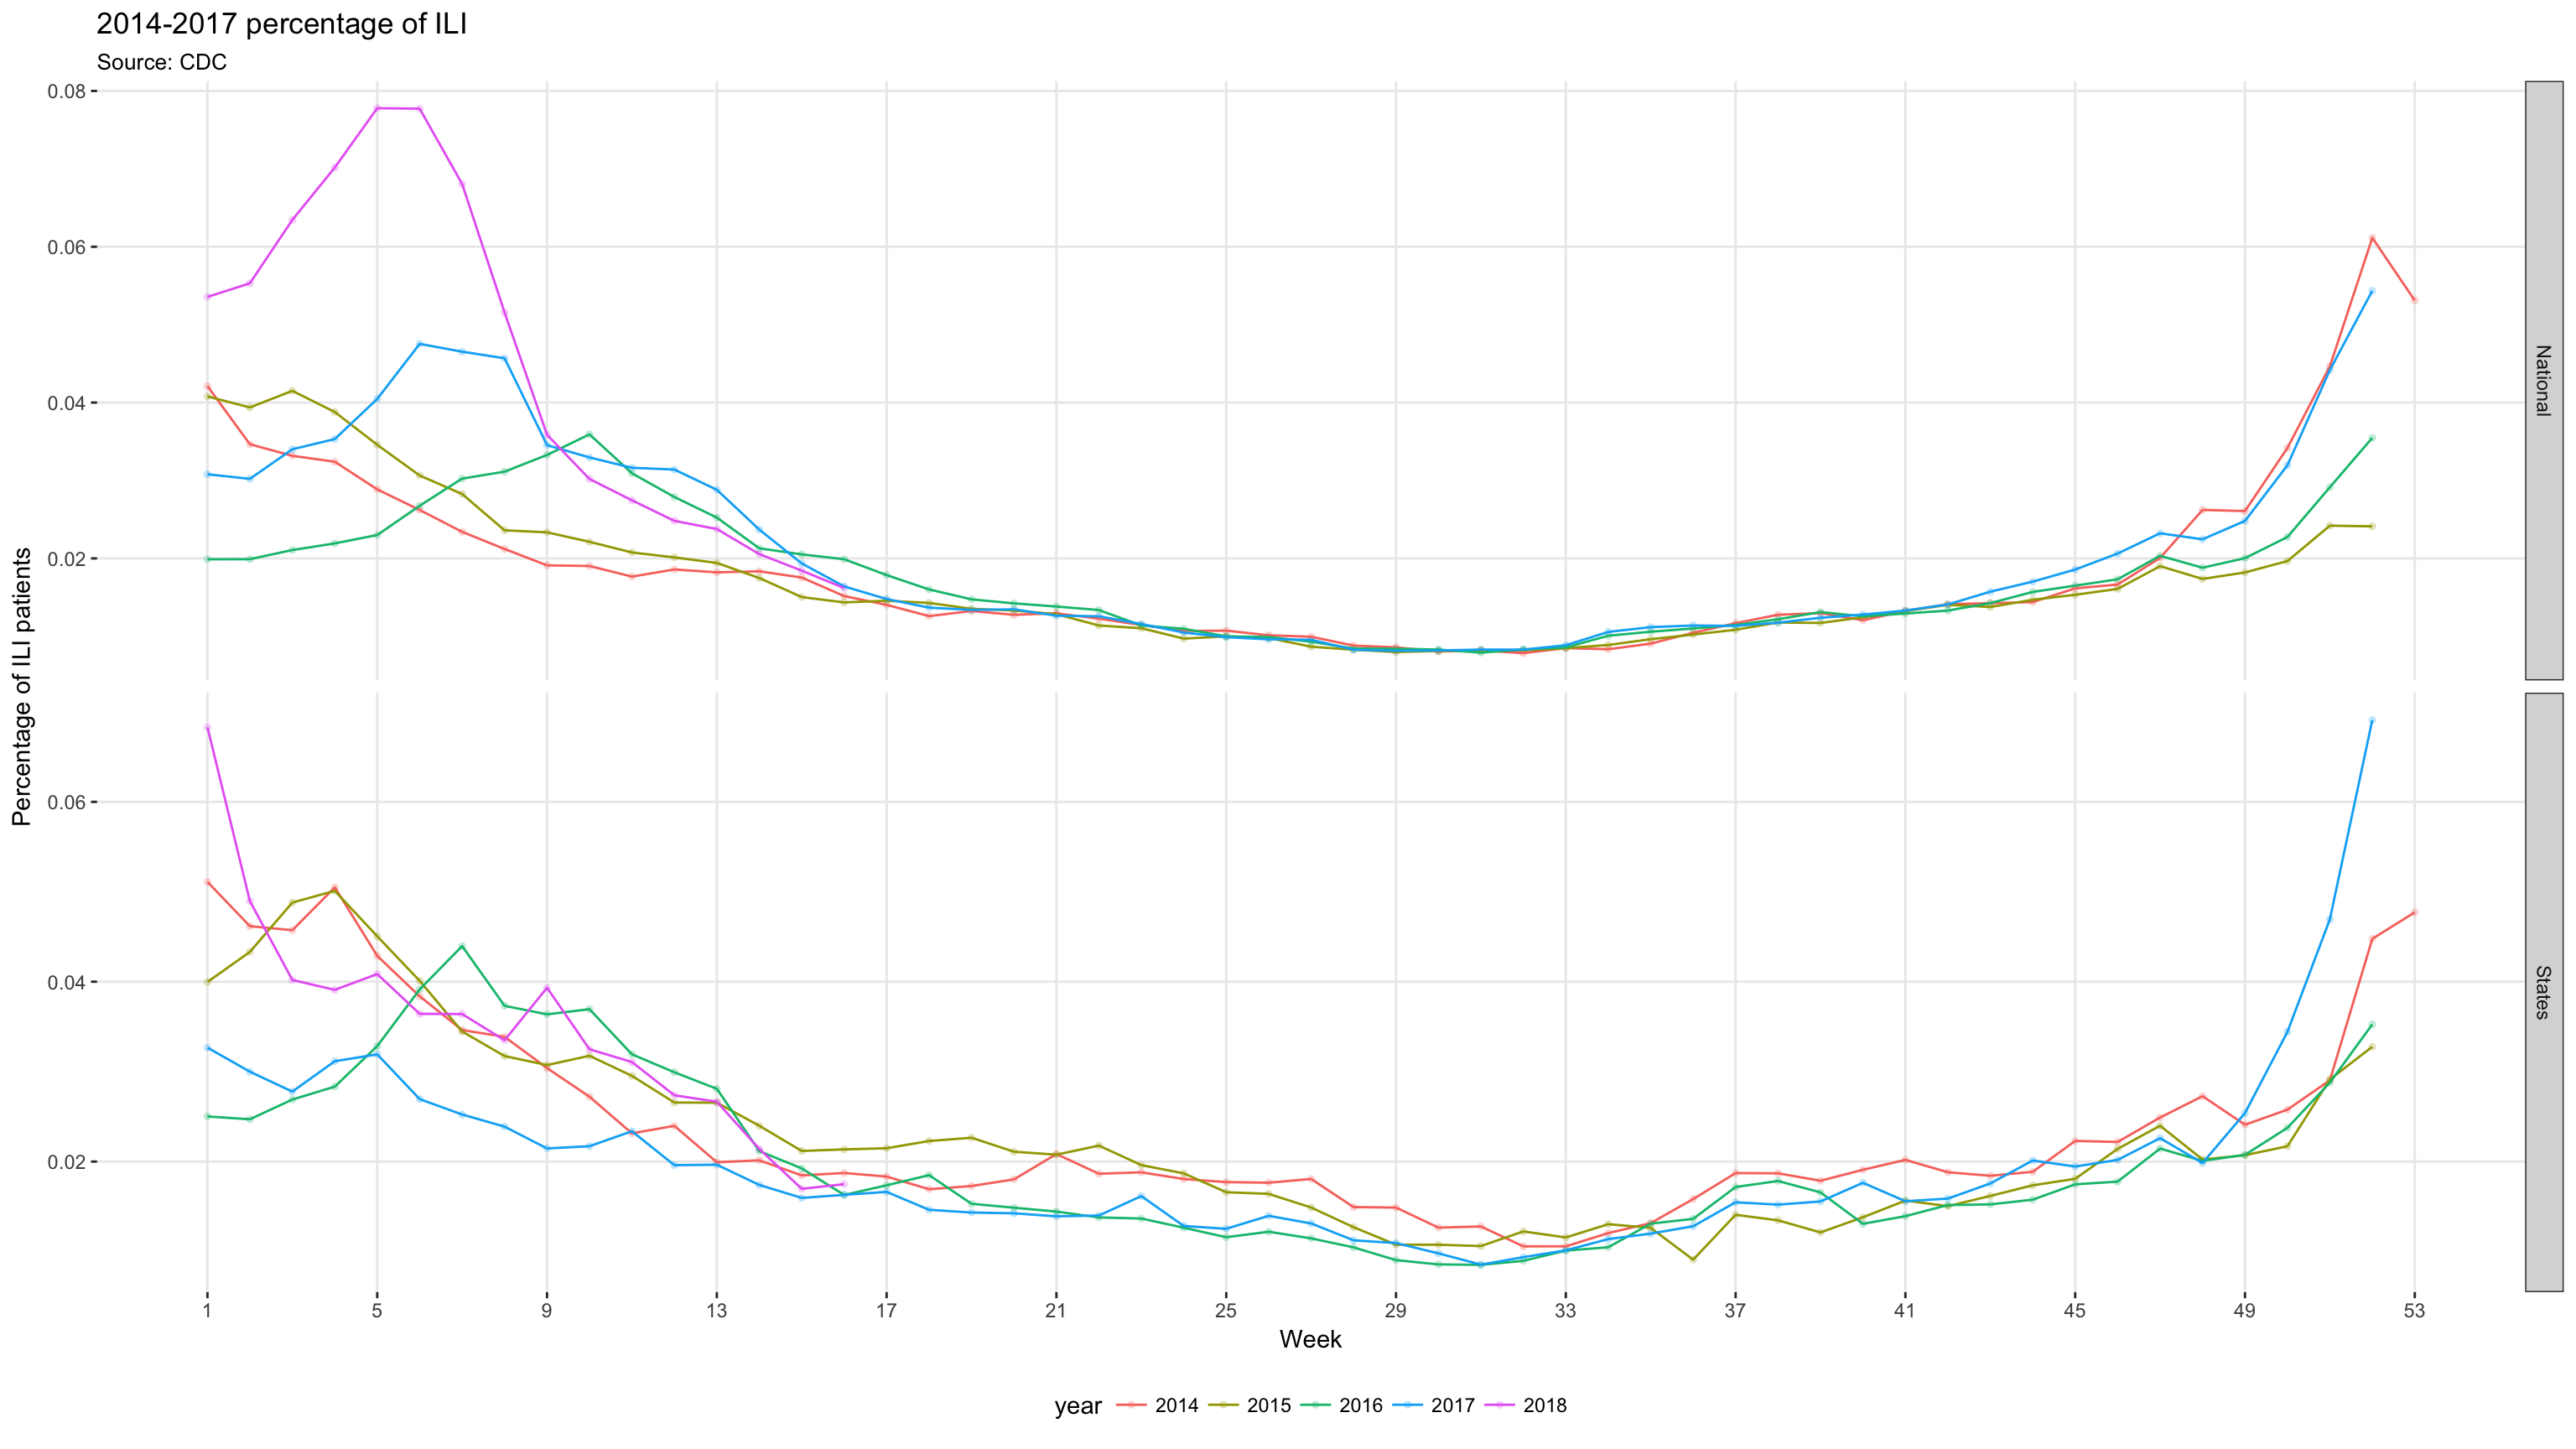 2014-2017 percentage of ILI
Source: CDC
Percentage of ILI patients
0.08
0.06
0.04
0.02
National
0.06
0.04
0.02
States
1 5 9 13 17 21 25 29 33 37 41 45 49 53
Week
year 2014 2015 2016 2017 2018